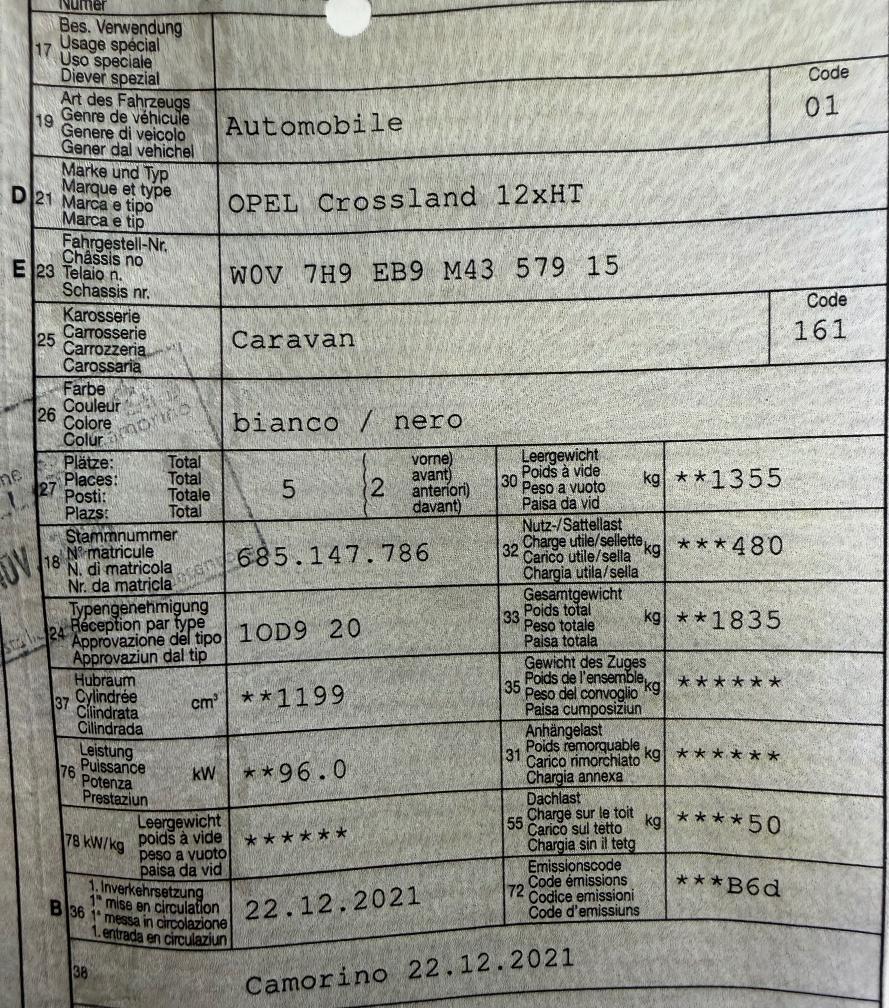 Numer
17 Bes. Verwendung
Usage spécial
Uso speciale
Diever spezial
19 Art des Fahrzeugs
Genre de véhicule
Genere di veicolo
Gener dal vehichel
Automobile
Code
01
D 21 Marke und Typ
Marque et type
Marca e tipo
Marca e tip
OPEL Crossland 12xHT
E 23 Fahrgestell-Nr.
Châssis no
Telaio n.
Schassis nr.
W0V 7H9 EB9 M43 579 15
25 Karosserie
Carrosserie
Carrozzeria
Carossaria
Caravan
Code
161
26 Farbe
Couleur
Colore
Colur
bianco / nero
27 Plätze: Total
Places: Total
Posti: Totale
Plazs: Total
5
2
vorne)
avant)
anteriori)
davant)
30 Leergewicht
Poids à vide
Peso a vuoto
Paisa da vid
kg
**1355
18 Stammnummer
N° matricule
N. di matricola
Nr. da matricla
685.147.786
32 Nutz-/Sattellast
Charge utile/sellette
Carico utile/sella
Chargia utila/sella
kg
***480
24 Typengenehmigung
Réception par type
Approvazione del tipo
Approvaziun dal tip
1OD9 20
33 Gesamtgewicht
Poids total
Peso totale
Paisa totala
kg
**1835
37 Hubraum
Cylindrée
Cilindrata
Cilindrada
cm³
**1199
35 Gewicht des Zuges
Poids de l'ensemble
Peso del convoglio
Paisa cumposiziun
kg
******
76 Leistung
Puissance
Potenza
Prestaziun
kW
**96.0
31 Anhängelast
Poids remorquable
Carico rimorchiato
Chargia annexa
kg
******
78 kW/kg
Leergewicht
poids à vide
peso a vuoto
paisa da vid
******
55 Dachlast
Charge sur le toit
Carico sul tetto
Chargia sin il tetg
kg
****50
B 36 1. Inverkehrsetzung
1re mise en circulation
1a messa in circolazione
1. entrada en circulaziun
22.12.2021
72 Emissionscode
Code émissions
Codice emissioni
Code d'emissiuns
***B6d
38
Camorino 22.12.2021